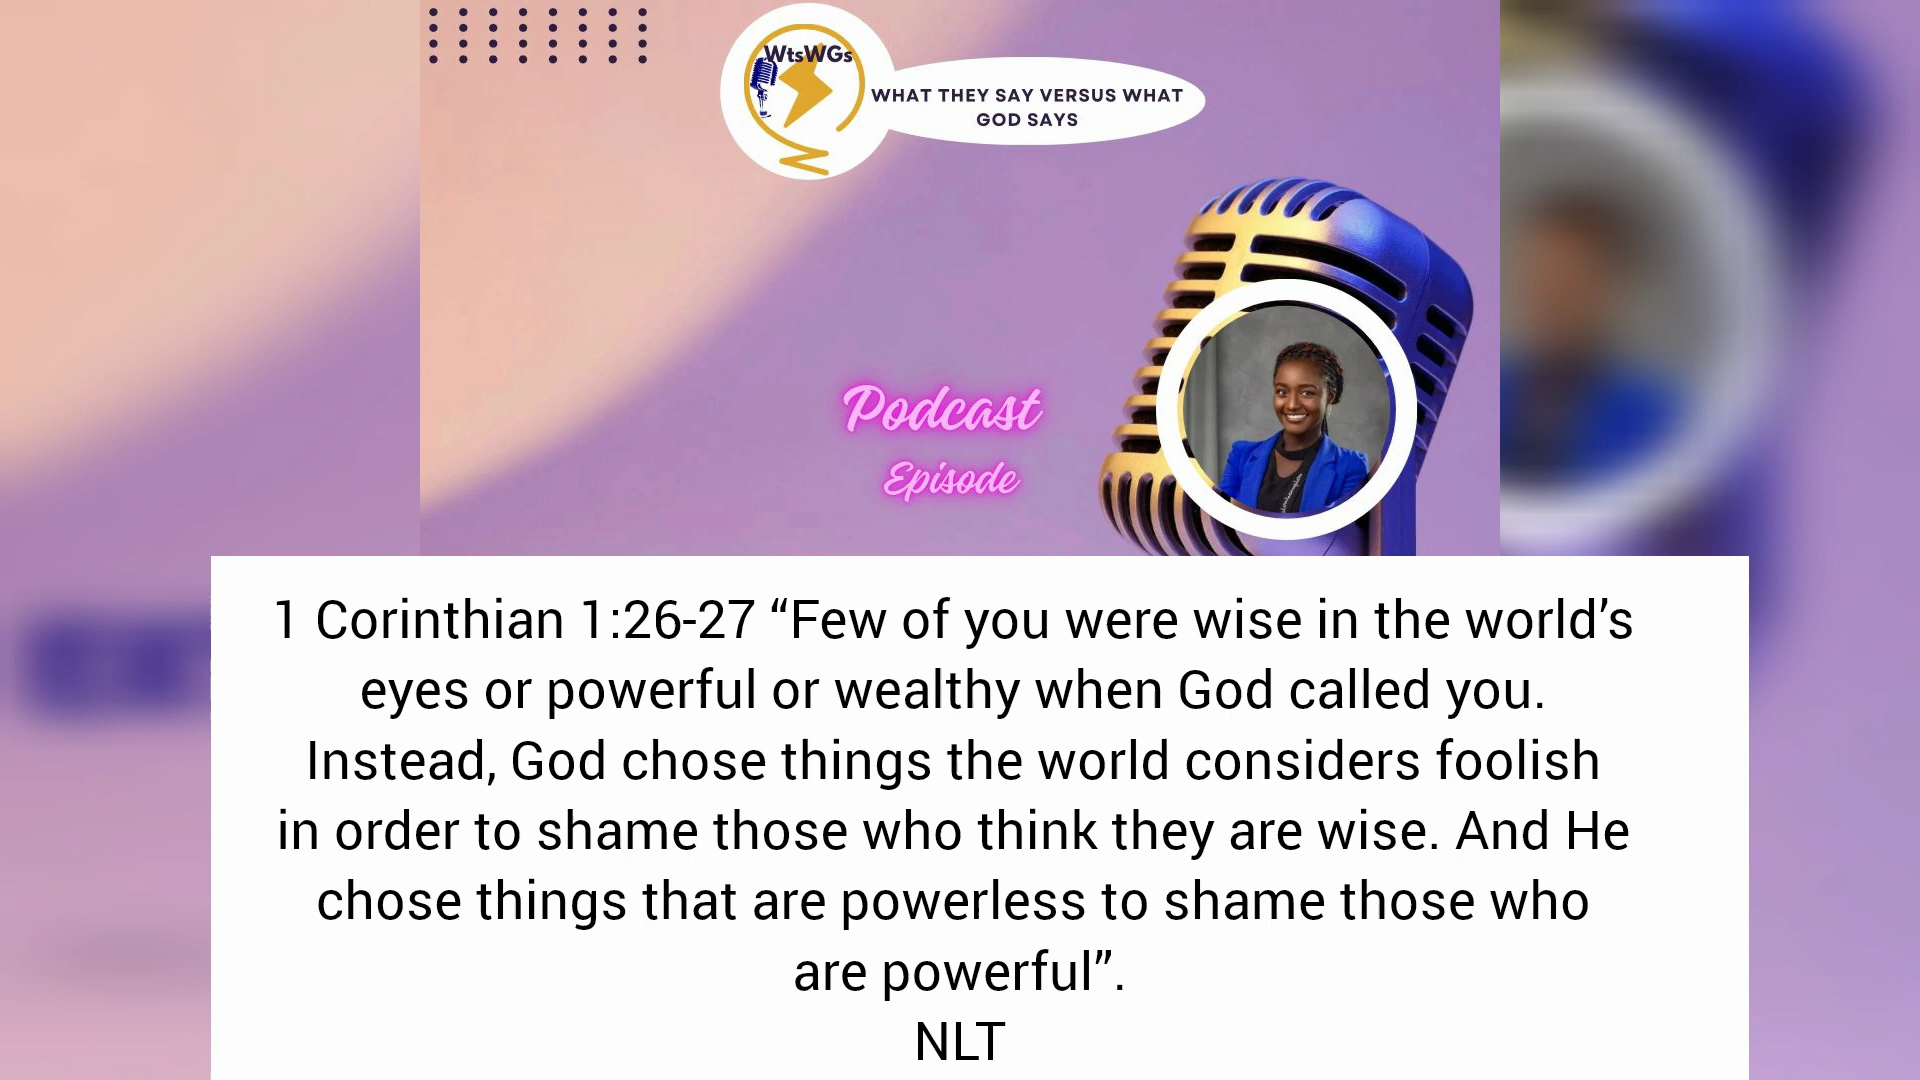 WtsWGs
WHAT THEY SAY VERSUS WHAT
GOD SAYS
Podcast
Episode
1 Corinthian 1:26-27 “Few of you were wise in the world’s
eyes or powerful or wealthy when God called you.
Instead, God chose things the world considers foolish
in order to shame those who think they are wise. And He
chose things that are powerless to shame those who
are powerful”.
NLT